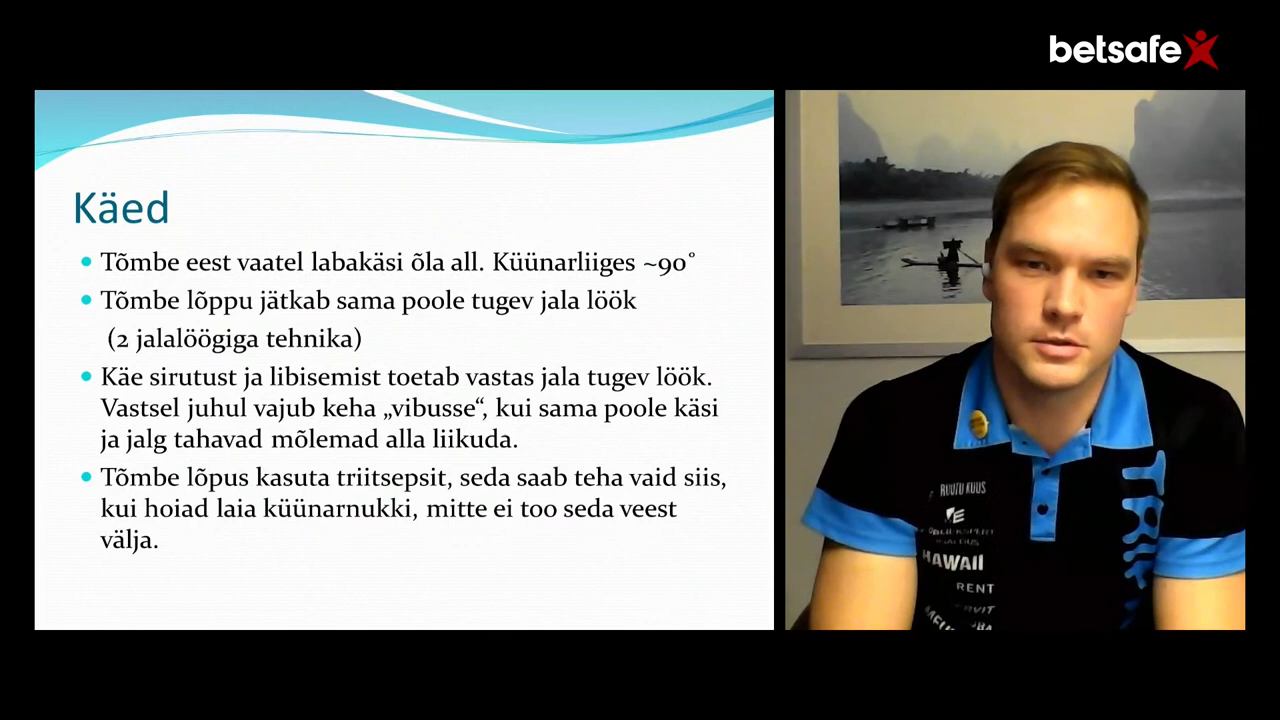 betsafe
Käed
Tõmbe eest vaatel labakäsi õla all. Küünarliiges ~90°
Tõmbe lõppu jätkab sama poole tugev jala löök
(2 jalalöögiga tehnika)
Käe sirutust ja libisemist toetab vastas jala tugev löök.
Vastsel juhul vajub keha „vibusse“, kui sama poole käsi
ja jalg tahavad mõlemad alla liikuda.
Tõmbe lõpus kasuta triitsepsit, seda saab teha vaid siis,
kui hoiad laia küünarnukki, mitte ei too seda veest
välja.
RUUTU KUUS
HAWAII
RENT